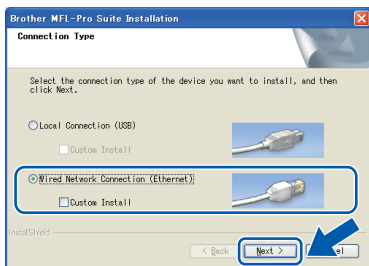 Brother MFL-Pro Suite Installation
Connection Type
Select the connection type of the device you want to install, and then
click Next.
Local Connection (USB)
Custom Install
Wired Network Connection (Ethernet)
Custom Install
InstallShield
< Back
Next >